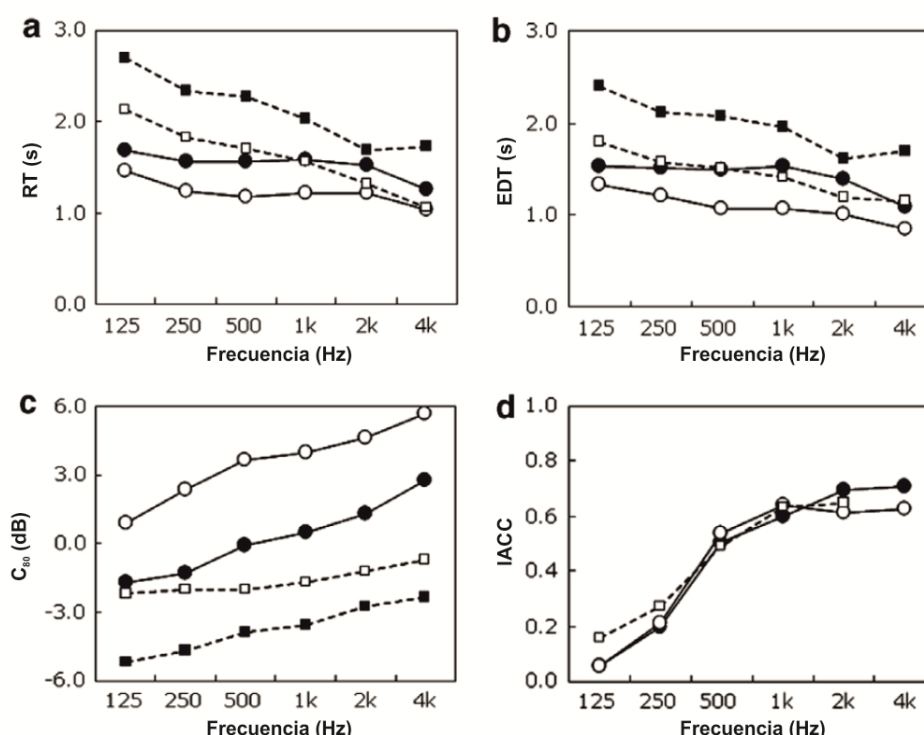 a
3.0
2.0
1.0
0.0
RT (s)
125 250 500 1k 2k 4k
Frecuencia (Hz)
b
3.0
2.0
1.0
0.0
EDT (s)
125 250 500 1k 2k 4k
Frecuencia (Hz)
c
6.0
3.0
0.0
-3.0
-6.0
C₈₀ (dB)
125 250 500 1k 2k 4k
Frecuencia (Hz)
d
1.0
0.8
0.6
0.4
0.2
0.0
IACC
125 250 500 1k 2k 4k
Frecuencia (Hz)